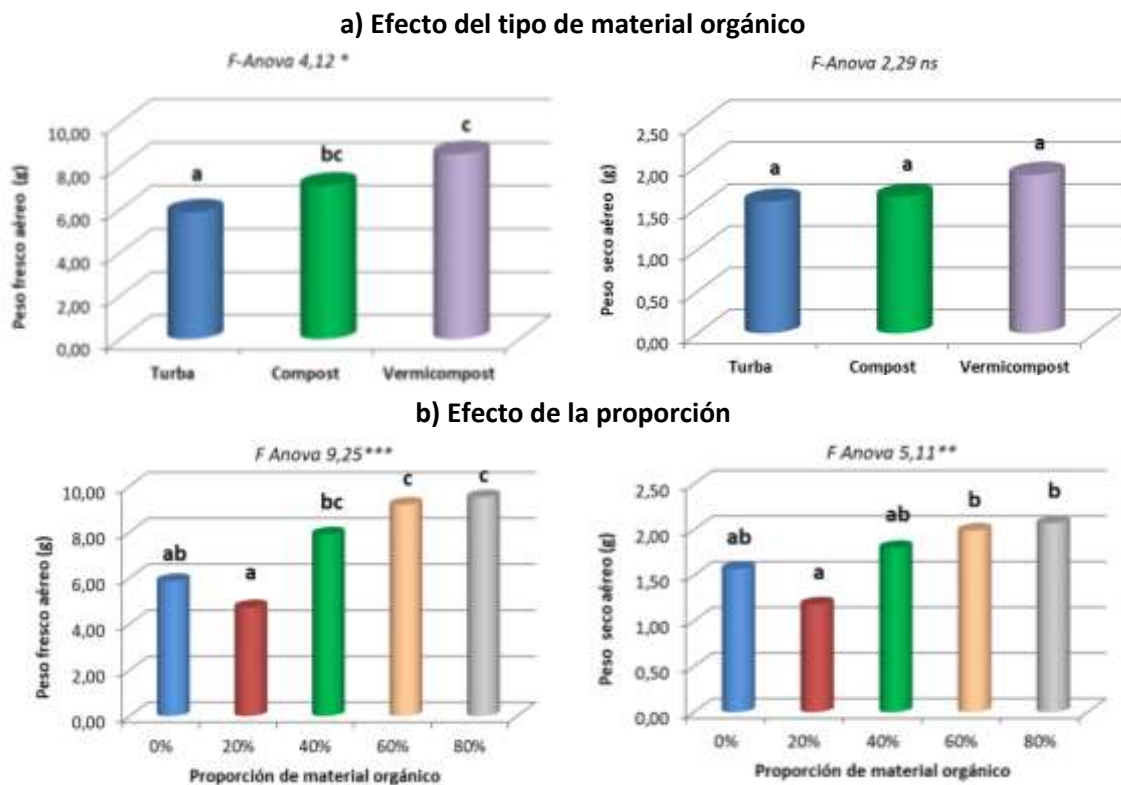 a) Efecto del tipo de material orgánico
F-Anova 4,12 *
Peso fresco aéreo (g)
10,00
8,00
6,00
4,00
2,00
0,00
a
bc
c
Turba Compost Vermicompost
F-Anova 2,29 ns
Peso seco aéreo (g)
2,50
2,00
1,50
1,00
0,50
0,00
a
a
a
Turba Compost Vermicompost
b) Efecto de la proporción
F Anova 9,25***
Peso fresco aéreo (g)
10,00
8,00
6,00
4,00
2,00
0,00
ab
a
bc
c
c
0% 20% 40% 60% 80%
Proporción de material orgánico
F Anova 5,11**
Peso seco aéreo (g)
2,50
2,00
1,50
1,00
0,50
0,00
ab
a
ab
b
b
0% 20% 40% 60% 80%
Proporción de material orgánico